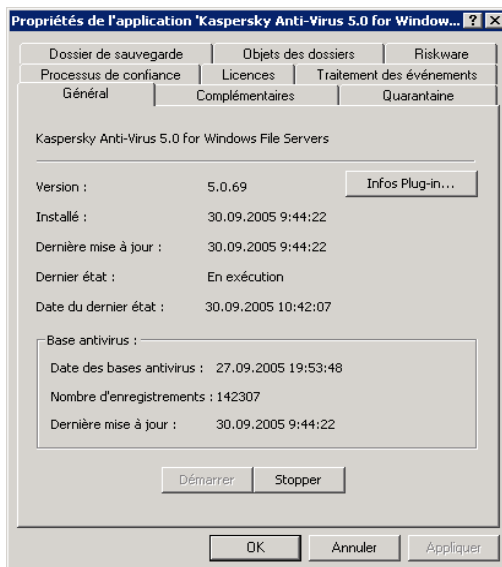 Propriétés de l'application 'Kaspersky Anti-Virus 5.0 for Window...
Dossier de sauvegarde Objets des dossiers Riskware
Processus de confiance Licences Traitement des événements
Général Complémentaires Quarantaine
Kaspersky Anti-Virus 5.0 for Windows File Servers
Version : 5.0.69 Infos Plug-in...
Installé : 30.09.2005 9:44:22
Dernière mise à jour : 30.09.2005 9:44:22
Dernier état : En exécution
Date du dernier état : 30.09.2005 10:42:07
Base antivirus :
Date des bases antivirus : 27.09.2005 19:53:48
Nombre d'enregistrements : 142307
Dernière mise à jour : 30.09.2005 9:44:22
Démarrer Stopper
OK Annuler Appliquer